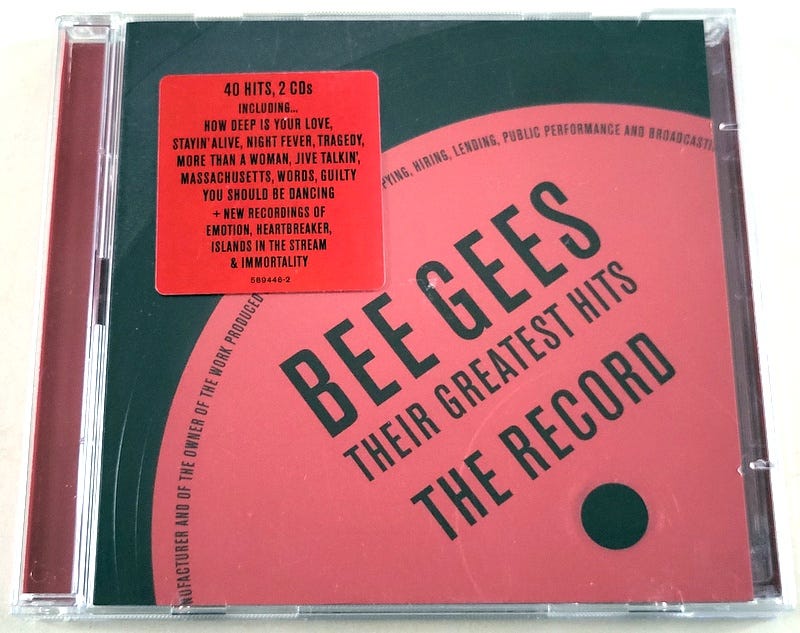 40 HITS, 2 CDs
INCLUDING...
HOW DEEP IS YOUR LOVE,
STAYIN' ALIVE, NIGHT FEVER, TRAGEDY,
MORE THAN A WOMAN, JIVE TALKIN',
MASSACHUSETTS, WORDS, GUILTY
YOU SHOULD BE DANCING
+ NEW RECORDINGS OF
EMOTION, HEARTBREAKER,
ISLANDS IN THE STREAM
& IMMORTALITY
589446-2
NUFACTURER AND OF THE OWNER OF THE WORK PRODUCED
PYING, HIRING, LENDING, PUBLIC PERFORMANCE AND BROADCASTI
BEE GEES
THEIR GREATEST HITS
THE RECORD